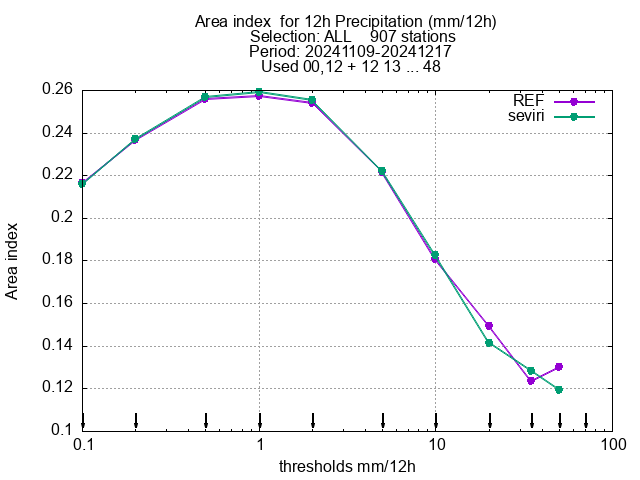 Area index  for 12h Precipitation (mm/12h)
Selection: ALL    907 stations
Period: 20241109-20241217
Used 00,12 + 12 13 ... 48
REF
seviri
0.26
0.24
0.22
0.2
0.18
0.16
0.14
0.12
0.1
Area index
0.1 1 10 100
thresholds mm/12h